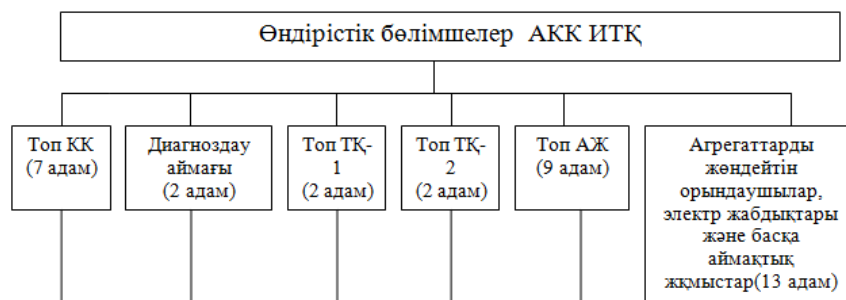 Өндірістік бөлімшелер АКК ИТҚ
Топ КК
(7 адам)
Диагноздау
аймағы
(2 адам)
Топ ТҚ-
1
(2 адам)
Топ ТҚ-
2
(2 адам)
Топ АЖ
(9 адам)
Агрегаттарды
жөндейтін
орындаушылар,
электр жабдықтары
және басқа
аймақтық
жқмыстар(13 адам)